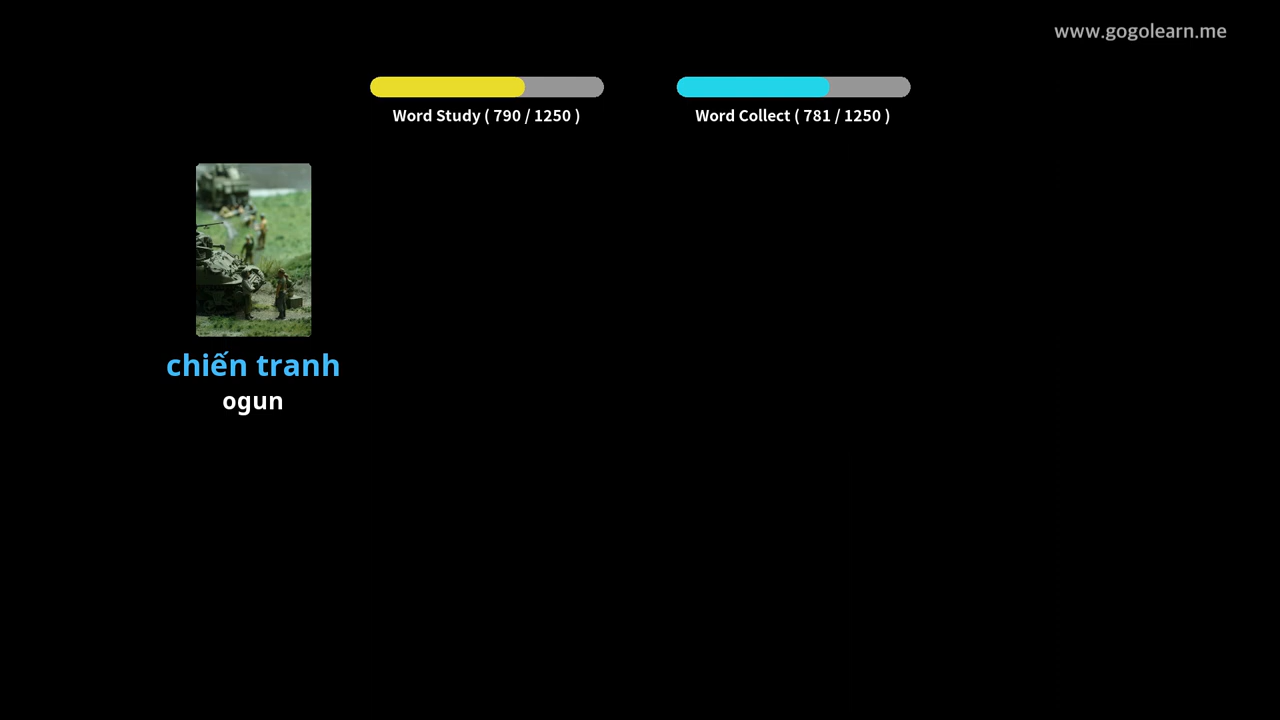 www.gogolearn.me
Word Study ( 790 / 1250 )
Word Collect ( 781 / 1250 )
chiến tranh
ogun